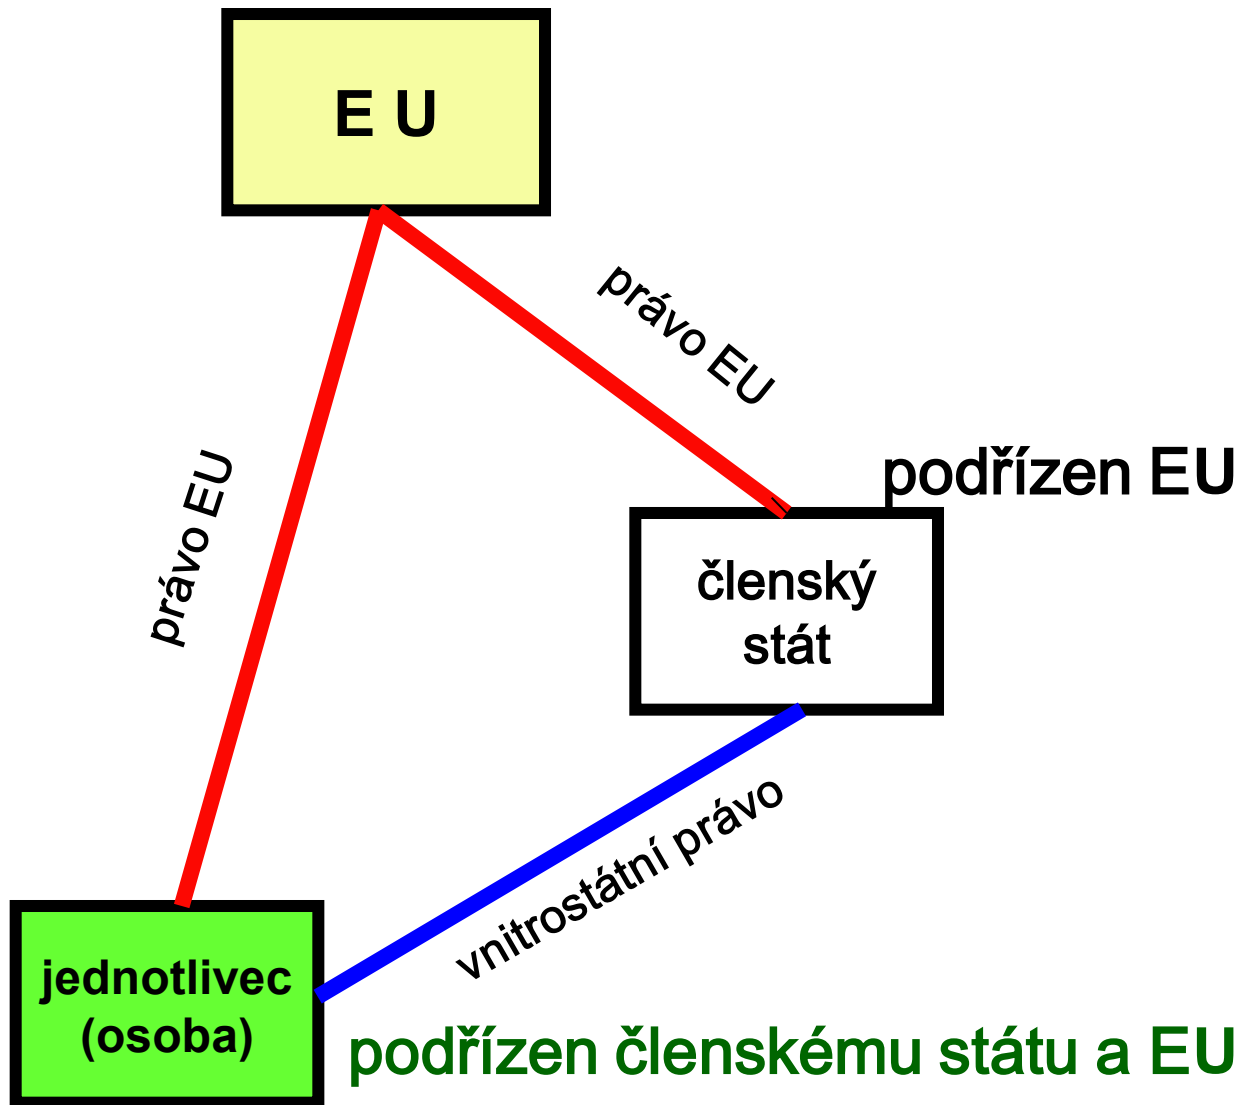 E U
právo EU
podřízen EU
právo EU
členský
stát
vnitrostátní právo
jednotlivec
(osoba)
podřízen členskému státu a EU